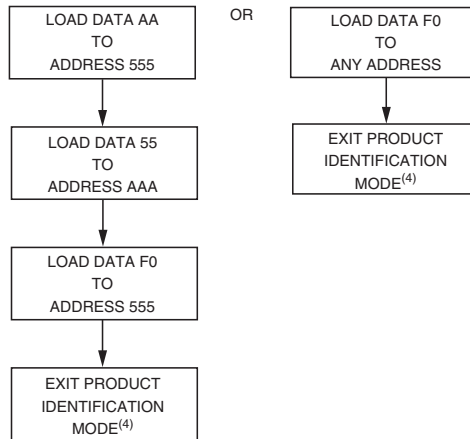 LOAD DATA AA
TO
ADDRESS 555
LOAD DATA 55
TO
ADDRESS AAA
LOAD DATA F0
TO
ADDRESS 555
EXIT PRODUCT
IDENTIFICATION
MODE(4)
OR
LOAD DATA F0
TO
ANY ADDRESS
EXIT PRODUCT
IDENTIFICATION
MODE(4)